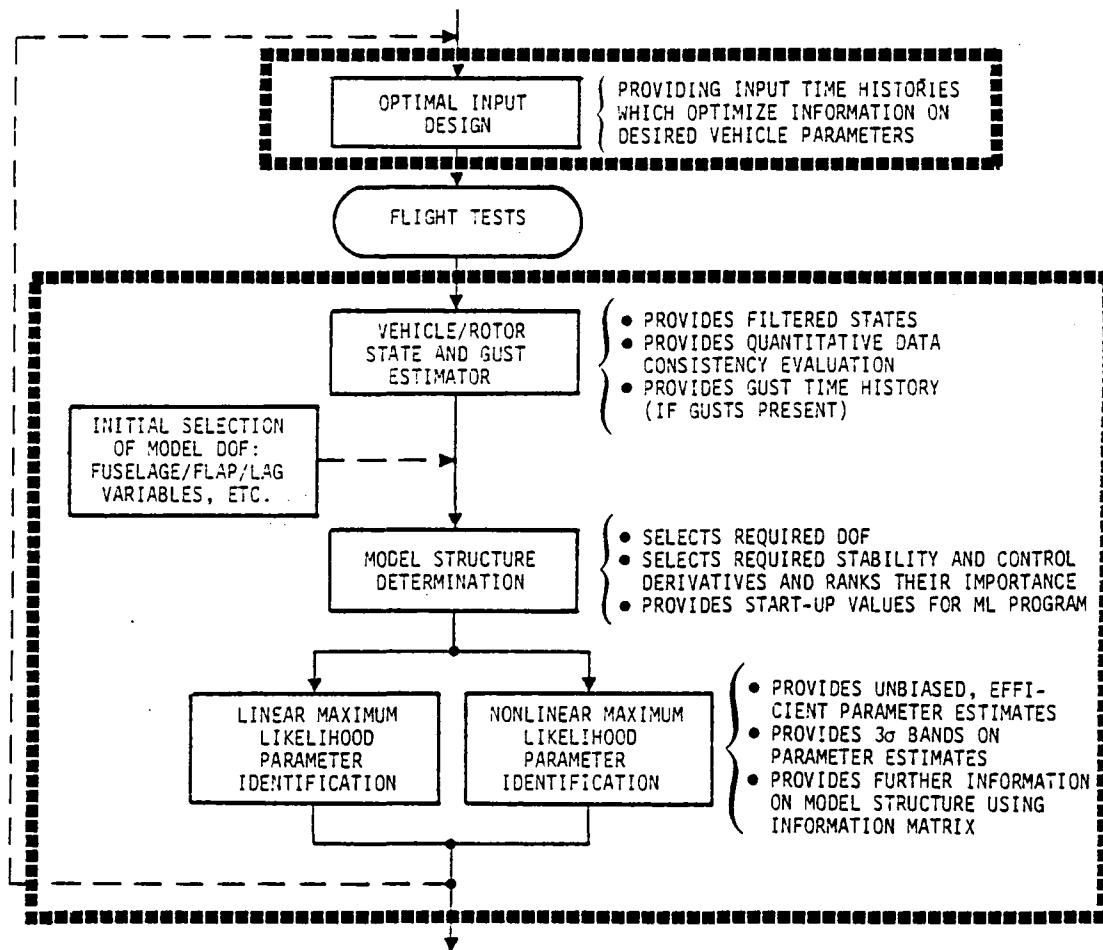 OPTIMAL INPUT
DESIGN
PROVIDING INPUT TIME HISTORIES
WHICH OPTIMIZE INFORMATION ON
DESIRED VEHICLE PARAMETERS
FLIGHT TESTS
VEHICLE/ROTOR
STATE AND GUST
ESTIMATOR
● PROVIDES FILTERED STATES
● PROVIDES QUANTITATIVE DATA
CONSISTENCY EVALUATION
● PROVIDES GUST TIME HISTORY
(IF GUSTS PRESENT)
INITIAL SELECTION
OF MODEL DOF:
FUSELAGE/FLAP/LAG
VARIABLES, ETC.
MODEL STRUCTURE
DETERMINATION
● SELECTS REQUIRED DOF
● SELECTS REQUIRED STABILITY AND CONTROL
DERIVATIVES AND RANKS THEIR IMPORTANCE
● PROVIDES START-UP VALUES FOR ML PROGRAM
LINEAR MAXIMUM
LIKELIHOOD
PARAMETER
IDENTIFICATION
NONLINEAR MAXIMUM
LIKELIHOOD
PARAMETER
IDENTIFICATION
● PROVIDES UNBIASED, EFFI-
CIENT PARAMETER ESTIMATES
● PROVIDES 3σ BANDS ON
PARAMETER ESTIMATES
● PROVIDES FURTHER INFORMATION
ON MODEL STRUCTURE USING
INFORMATION MATRIX